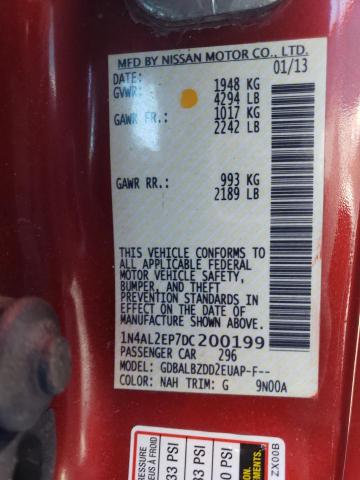 MFD BY NISSAN MOTOR CO., LTD.
DATE: 01/13
GVWR: 1948 KG
4294 LB
GAWR FR.: 1017 KG
2242 LB
GAWR RR.: 993 KG
2189 LB
THIS VEHICLE CONFORMS TO
ALL APPLICABLE FEDERAL
MOTOR VEHICLE SAFETY,
BUMPER, AND THEFT
PREVENTION STANDARDS
IN EFFECT ON THE DATE OF
MANUFACTURE SHOWN ABOVE.
1N4AL2EP7DC200199
PASSENGER CAR 296
MODEL: GDBALBZDD2EUAP-F--
COLOR: NAH TRIM: G 9N00A
ZX00B
33 PSI
33 PSI
0 PSI
PRESSURE